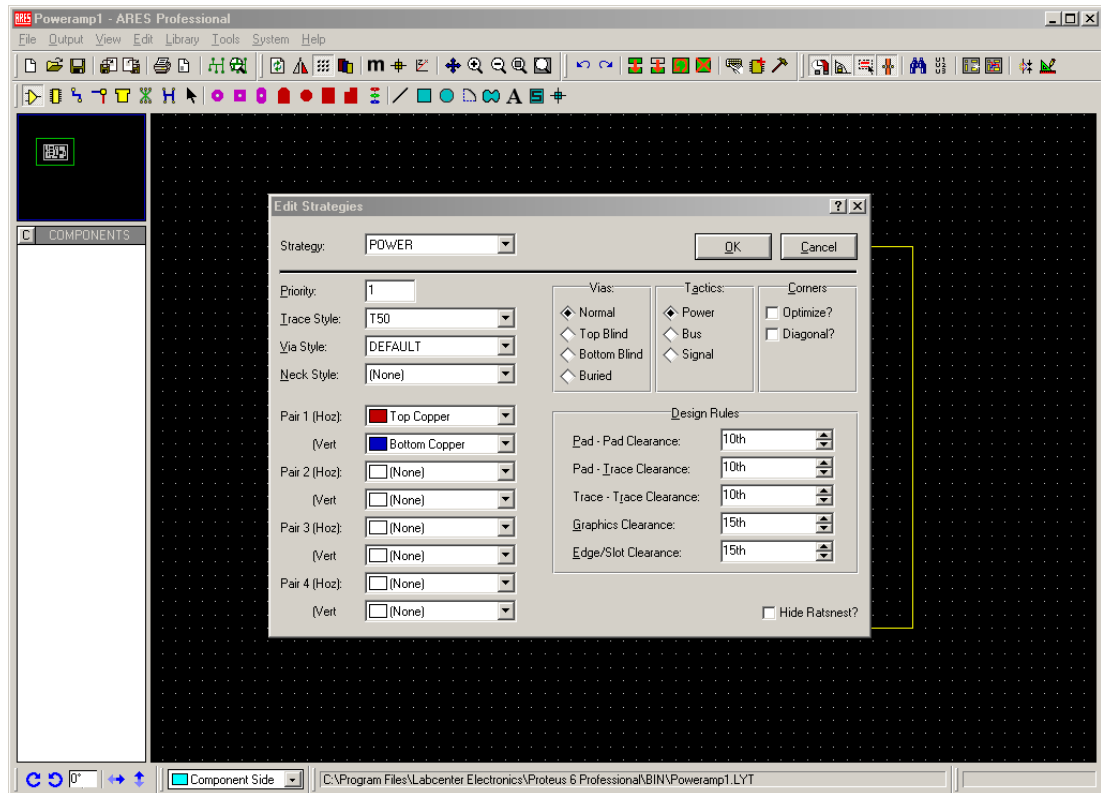 ARES Poweramp1 - ARES Professional
File Output View Edit Library Tools System Help
m
A
C COMPONENTS
Edit Strategies
Strategy: POWER OK Cancel
Priority: 1
Trace Style: T50
Via Style: DEFAULT
Neck Style: (None)
Vias:
Normal
Top Blind
Bottom Blind
Buried
Tactics:
Power
Bus
Signal
Corners
Optimize?
Diagonal?
Pair 1 (Hoz): Top Copper
(Vert Bottom Copper
Pair 2 (Hoz): (None)
(Vert (None)
Pair 3 (Hoz): (None)
(Vert (None)
Pair 4 (Hoz): (None)
(Vert (None)
Design Rules
Pad - Pad Clearance: 10th
Pad - Trace Clearance: 10th
Trace - Trace Clearance: 10th
Graphics Clearance: 15th
Edge/Slot Clearance: 15th
Hide Ratsnest?
0° Component Side C:\Program Files\Labcenter Electronics\Proteus 6 Professional\BIN\Poweramp1.LYT